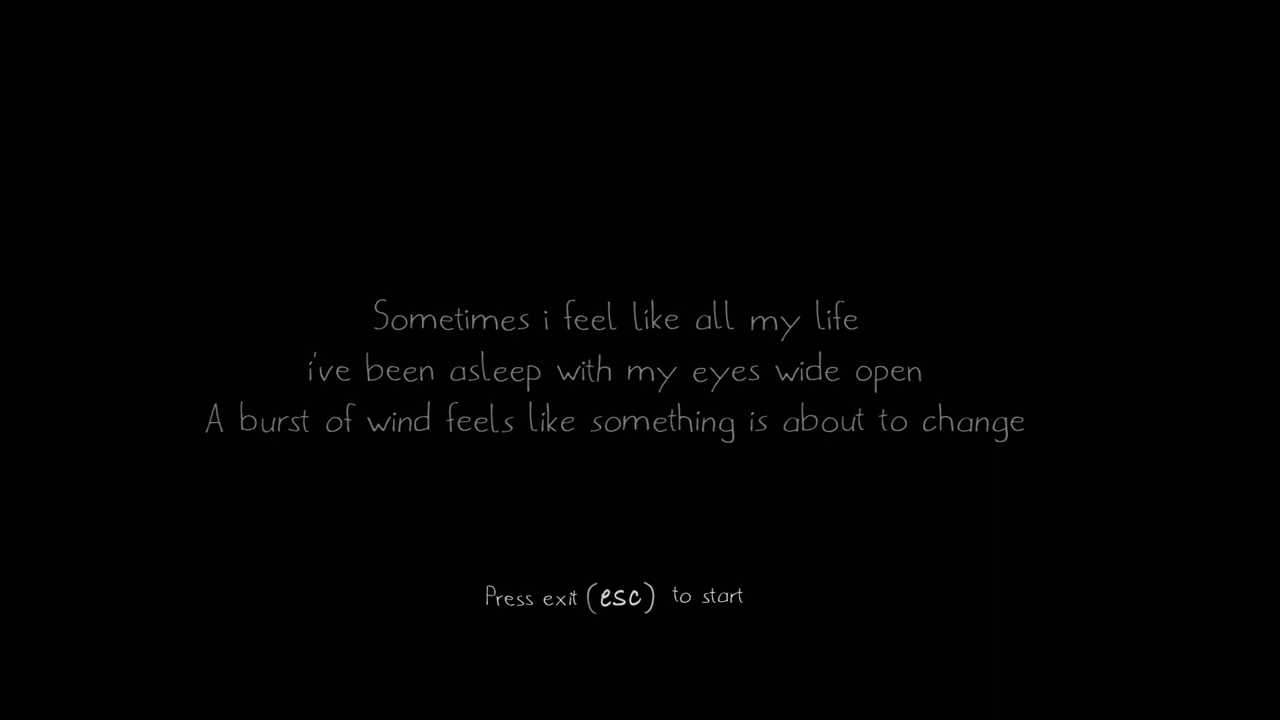 Sometimes i feel like all my life
i've been asleep with my eyes wide open
A burst of wind feels like something is about to change
Press exit (esc) to start